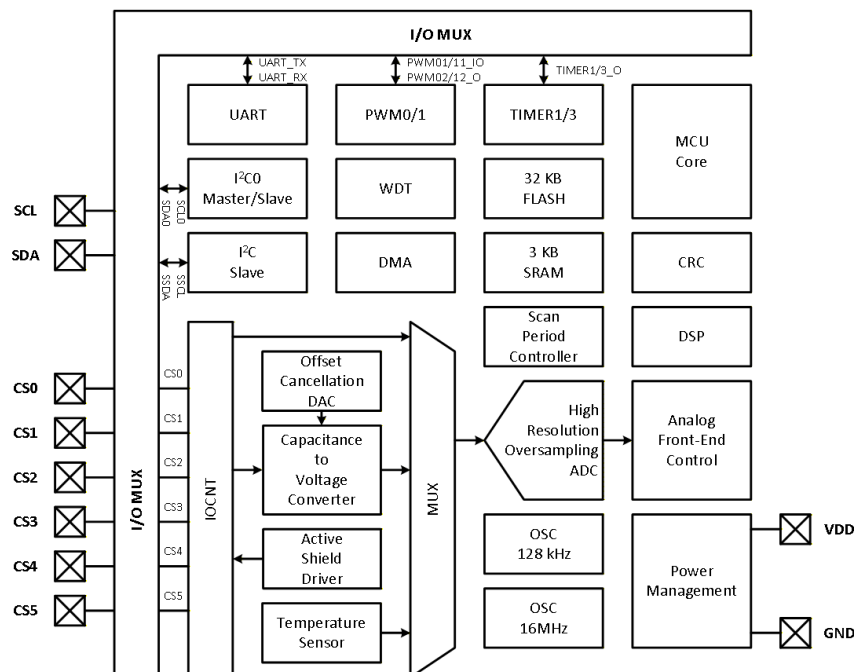 I/O MUX
UART_TX
UART_RX
PWM01/11_IO
PWM02/12_O
TIMER1/3_O
UART
PWM0/1
TIMER1/3
MCU
Core
I²C0
Master/Slave
WDT
32 KB
FLASH
SCL
SDA
SCL0
SDA0
I²C
Slave
DMA
3 KB
SRAM
CRC
SSCL
SSDA
Scan
Period
Controller
DSP
CS0
CS1
CS2
CS3
CS4
CS5
I/O MUX
CS0
CS1
CS2
CS3
CS4
CS5
IOCNT
Offset
Cancellation
DAC
Capacitance
to
Voltage
Converter
Active
Shield
Driver
Temperature
Sensor
MUX
High
Resolution
Oversampling
ADC
Analog
Front-End
Control
OSC
128 kHz
OSC
16MHz
Power
Management
VDD
GND